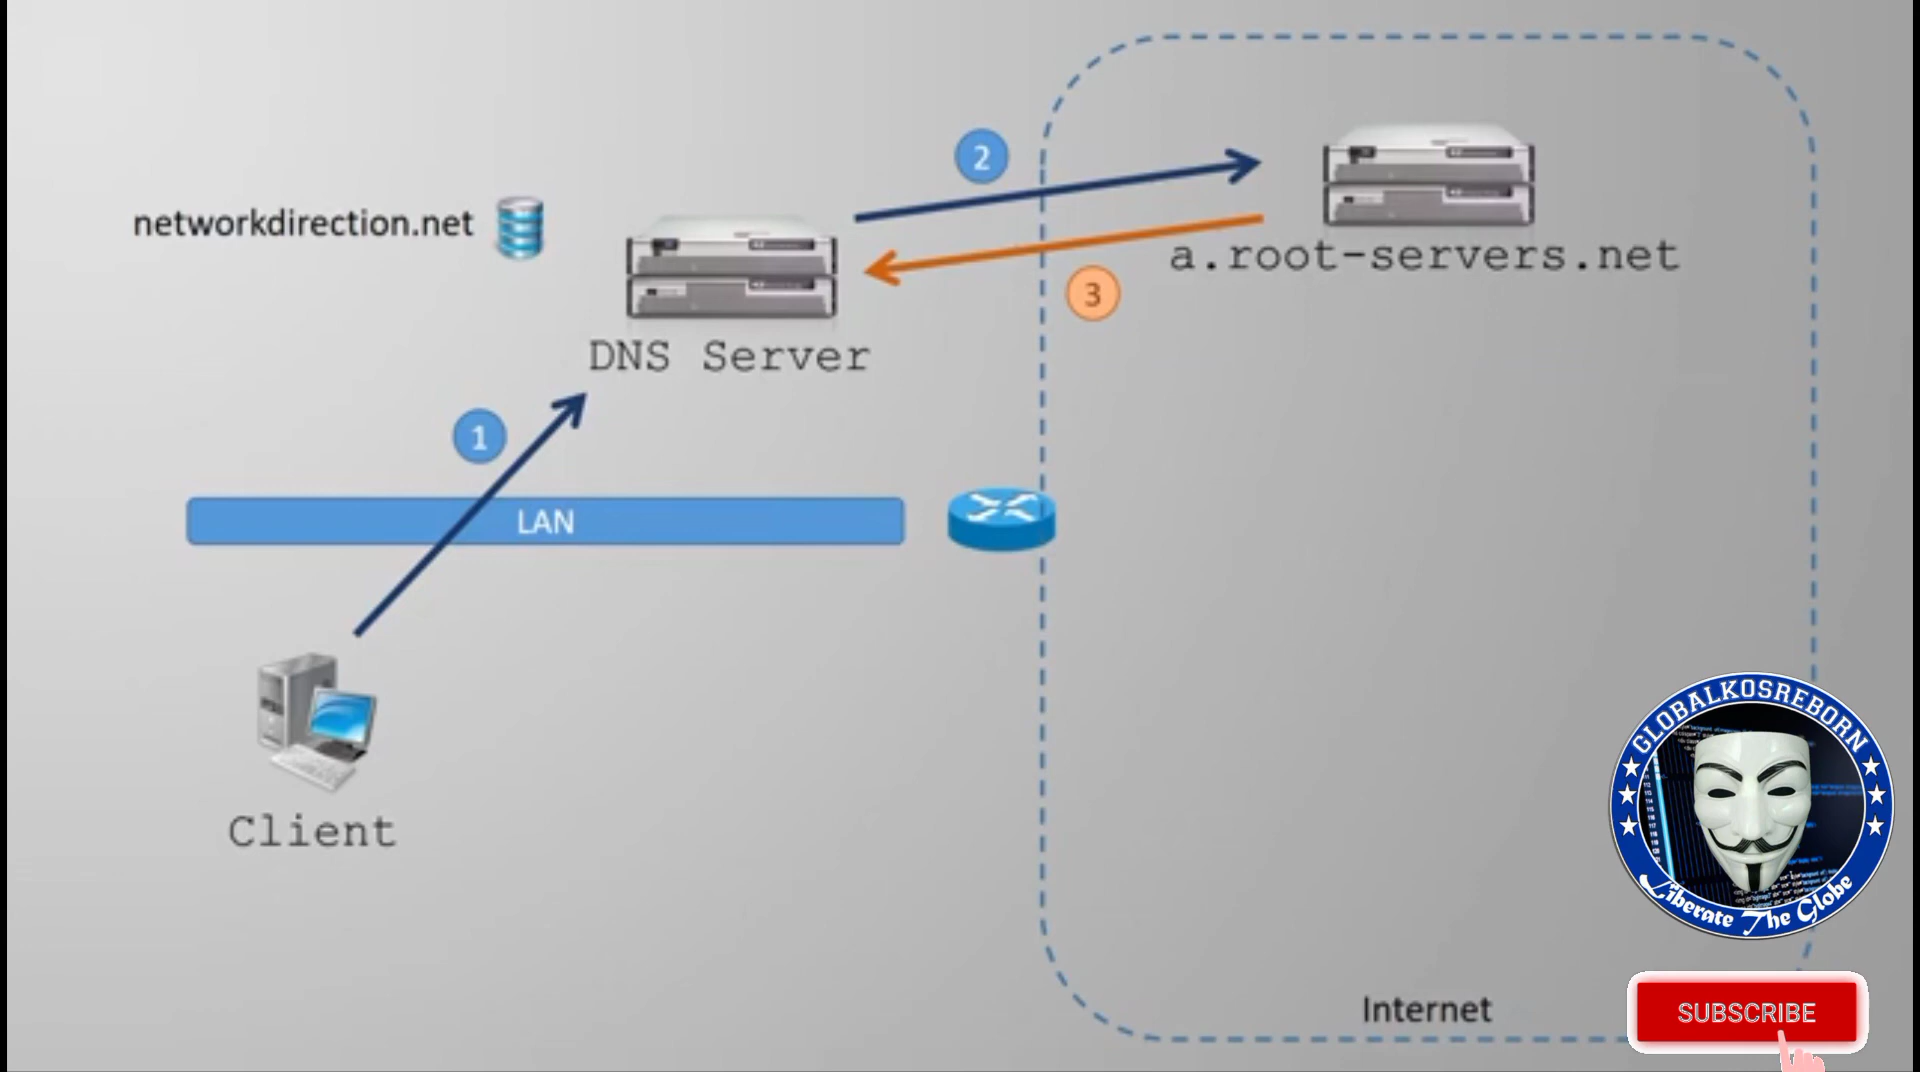 2
networkdirection.net
a.root-servers.net
3
DNS Server
1
LAN
Client
GLOBALKOSREBORN
Liberate The Globe
Internet
SUBSCRIBE